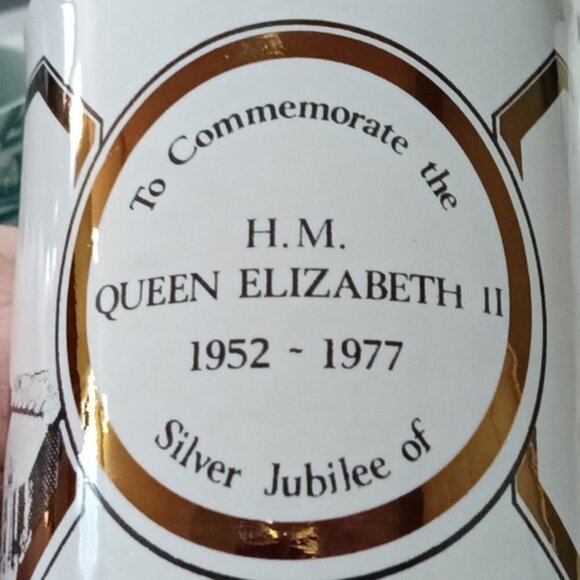 To Commemorate the
Silver Jubilee of
H.M.
QUEEN ELIZABETH II
1952 ~ 1977